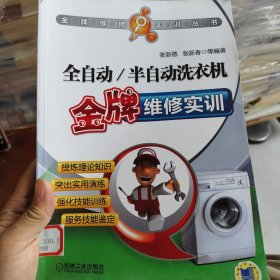 金牌维修实训丛书
张新德 张新春 等编著
全自动/半自动洗衣机
金牌维修实训
提炼理论知识
突出实用演练
强化技能训练
服务技能鉴定
机械工业出版社